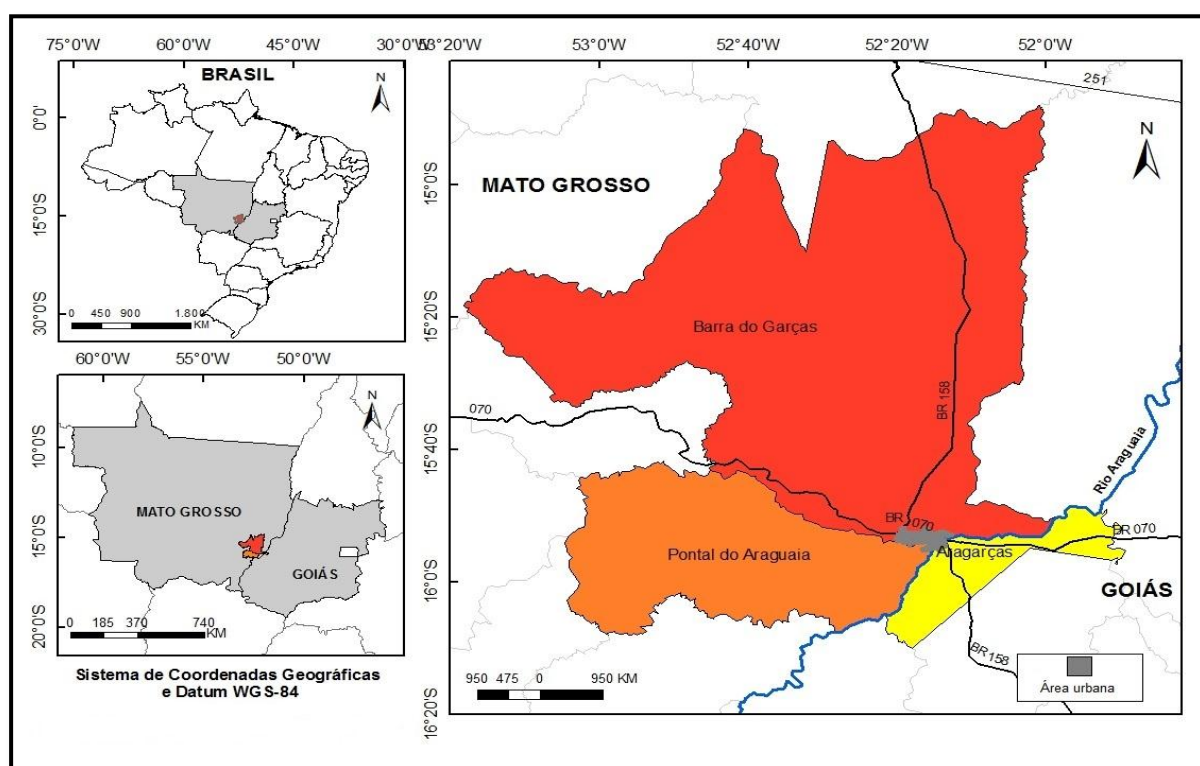 75°0'W 60°0'W 45°0'W 30°0'W
BRASIL
N
0°
15°0'S
30°0'S
0 450 900 1.800
KM
60°0'W 55°0'W 50°0'W
N
10°0'S
MATO GROSSO
15°0'S
GOIÁS
20°0'S
0 185 370 740
KM
Sistema de Coordenadas Geográficas
e Datum WGS-84
53°20'W 53°0'W 52°40'W 52°20'W 52°0'W
251
N
MATO GROSSO
15°0'S
15°20'S
Barra do Garças
BR 158
070
15°40'S
Rio Araguaia
BR 070
BR 070
Pontal do Araguaia
Aragarças
16°0'S
GOIÁS
BR 158
950 475 0 950 KM
Área urbana
16°20'S